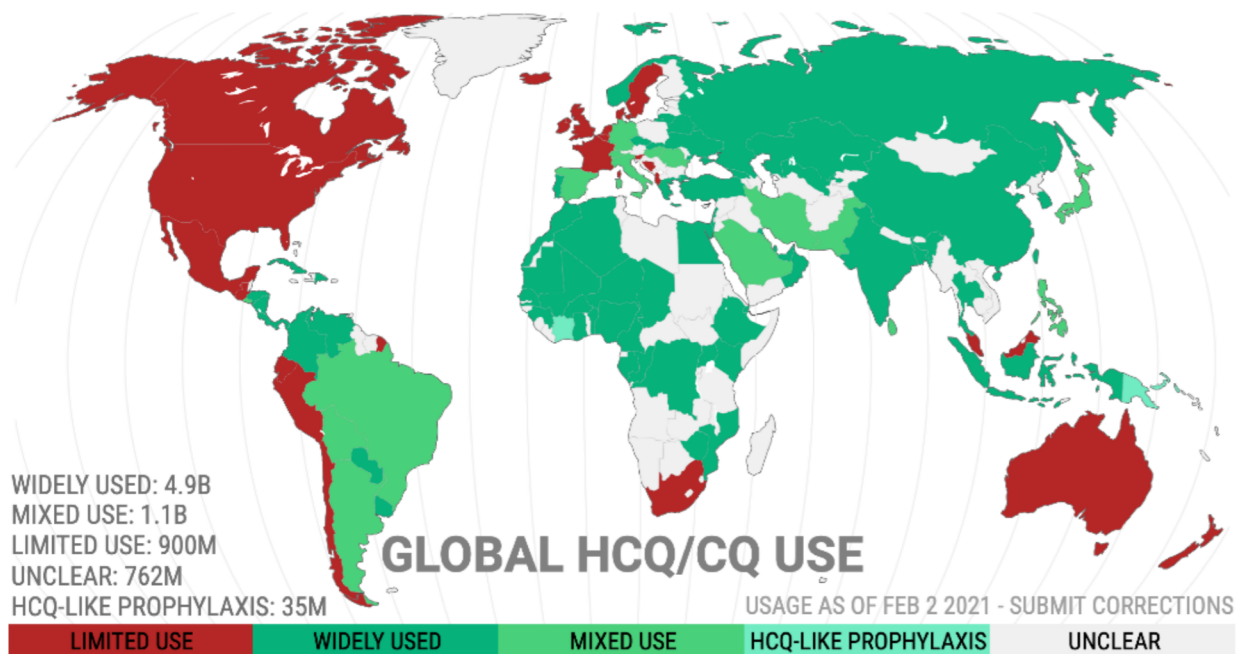 WIDELY USED: 4.9B
MIXED USE: 1.1B
LIMITED USE: 900M
UNCLEAR: 762M
HCQ-LIKE PROPHYLAXIS: 35M
GLOBAL HCQ/CQ USE
USAGE AS OF FEB 2 2021 - SUBMIT CORRECTIONS
LIMITED USE WIDELY USED MIXED USE HCQ-LIKE PROPHYLAXIS UNCLEAR